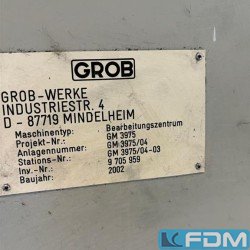 GROB
GROB-WERKE
INDUSTRIESTR. 4
D - 87719 MINDELHEIM
Maschinentyp: Bearbeitungszentrum
Projekt-Nr.: GM 3975
Anlagennummer: GM 3975/04
Stations-Nr.: GM 3975/04-03
Inv.-Nr.: 9 705 959
Baujahr: 2002
FDM